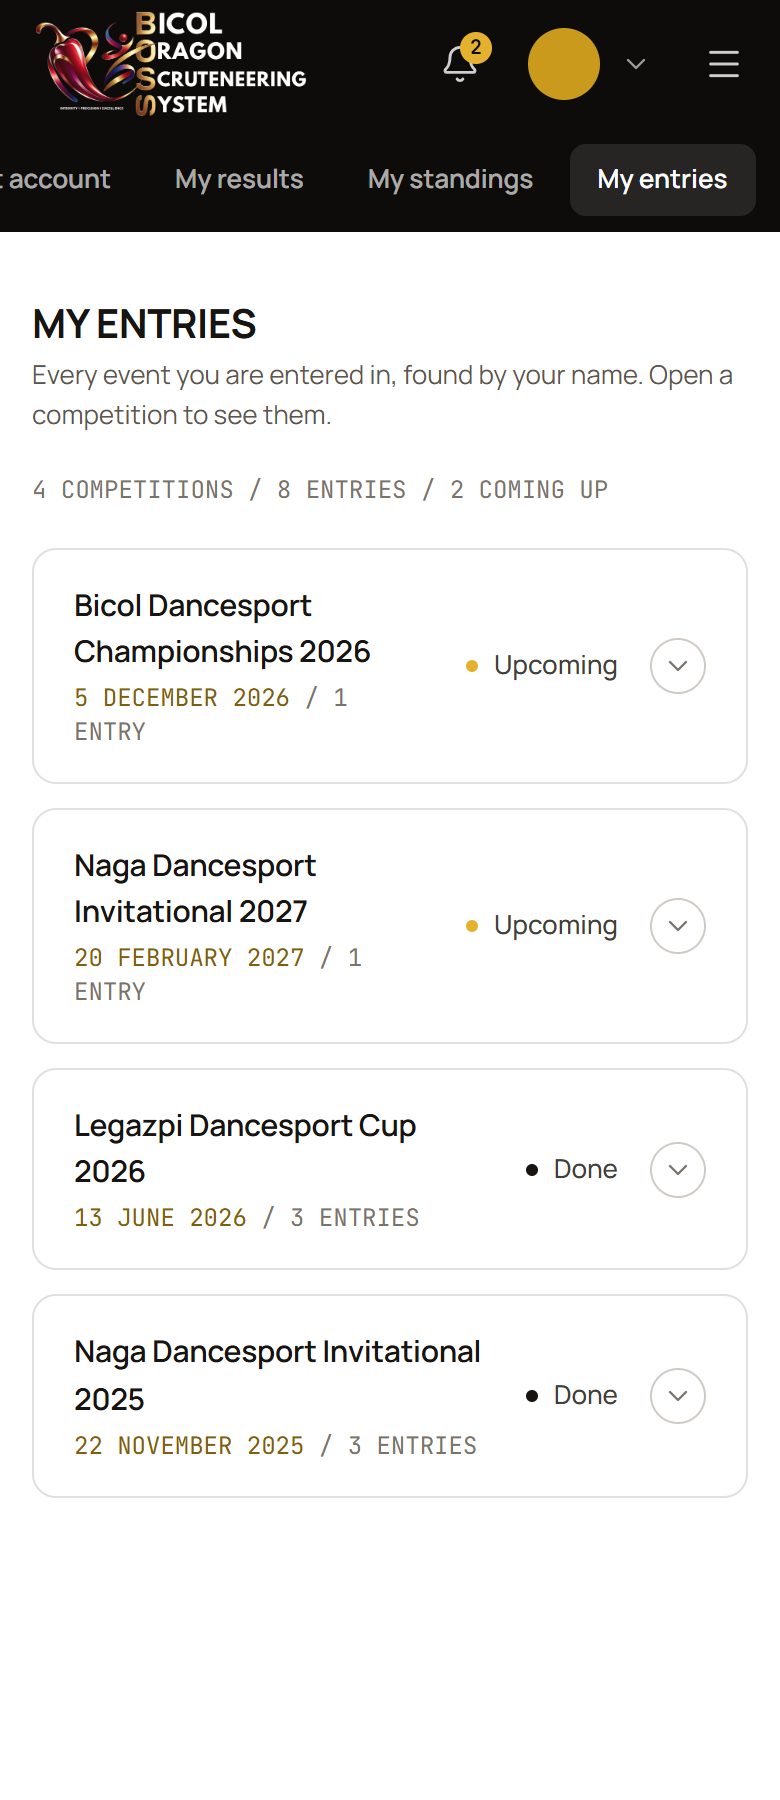 BICOL
DRAGON
SCRUTENEERING
SYSTEM
INTEGRITY • PRECISION • EXCELLENCE
2
t account
My results
My standings
My entries
MY ENTRIES
Every event you are entered in, found by your name. Open a
competition to see them.
4 COMPETITIONS / 8 ENTRIES / 2 COMING UP
Bicol Dancesport
Championships 2026
5 DECEMBER 2026 / 1
ENTRY
Upcoming
Naga Dancesport
Invitational 2027
20 FEBRUARY 2027 / 1
ENTRY
Upcoming
Legazpi Dancesport Cup
2026
13 JUNE 2026 / 3 ENTRIES
Done
Naga Dancesport Invitational
2025
22 NOVEMBER 2025 / 3 ENTRIES
Done